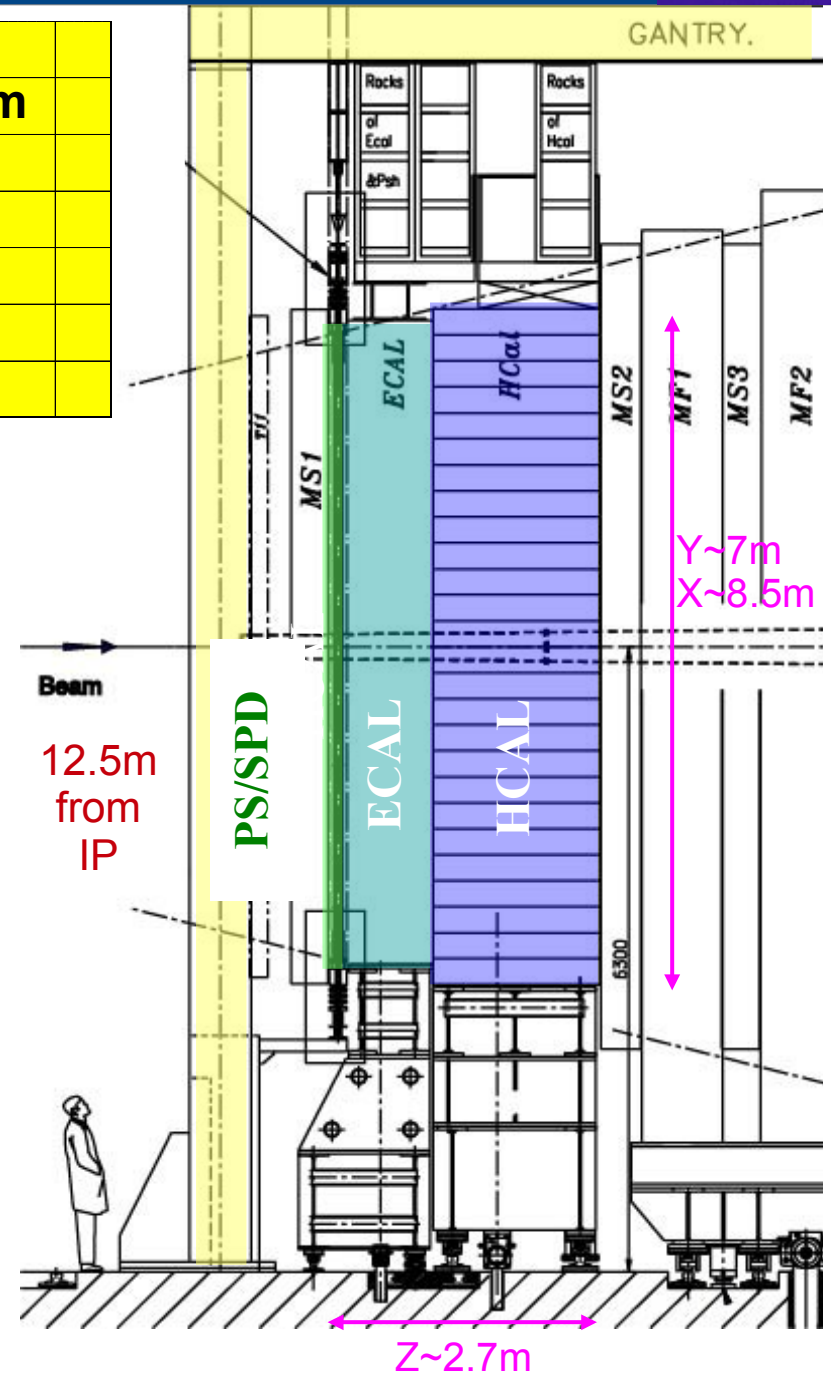 m
GANTRY.
Racks
of
Ecal
&Psh
Racks
of
Hcal
ECAL
HCal
MS1
MS2
MF1
MS3
MF2
Y~7m
X~8.5m
Beam
12.5m
from
IP
PS/SPD
ECAL
HCAL
6300
Z~2.7m